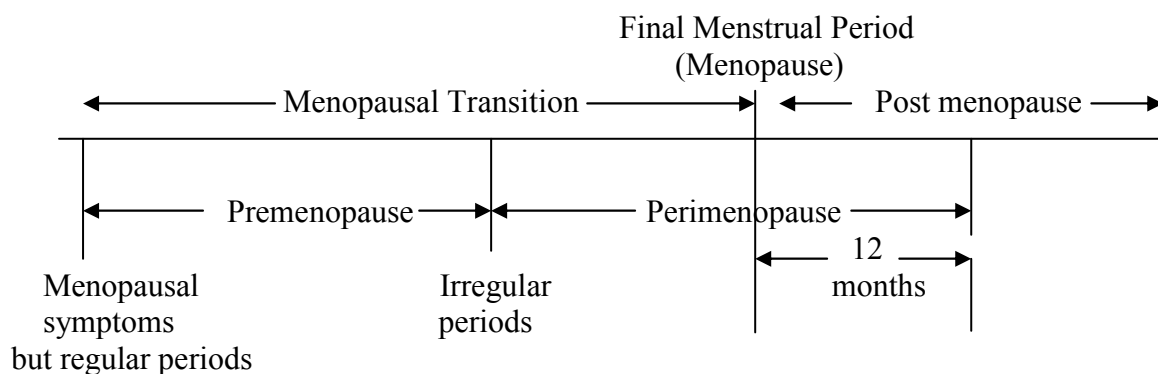 Final Menstrual Period
(Menopause)
Menopausal Transition
Post menopause
Premenopause
Perimenopause
12
months
Menopausal
symptoms
but regular periods
Irregular
periods